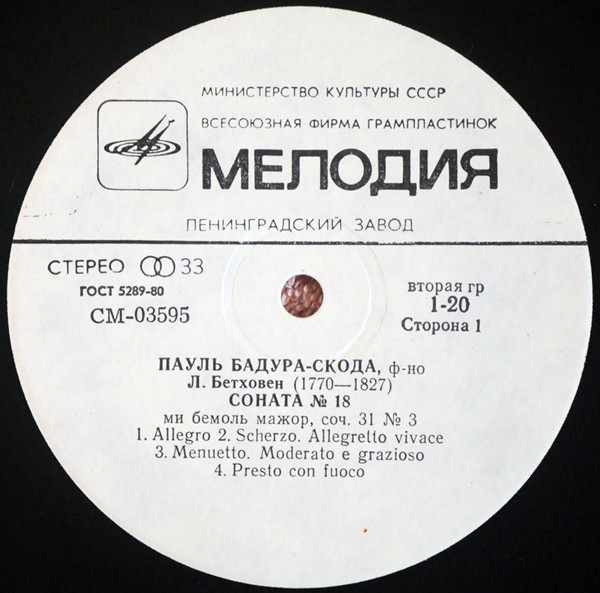 МИНИСТЕРСТВО КУЛЬТУРЫ СССР
ВСЕСОЮЗНАЯ ФИРМА ГРАМПЛАСТИНОК
МЕЛОДИЯ
ЛЕНИНГРАДСКИЙ ЗАВОД
СТЕРЕО 33
ГОСТ 5289-80
СМ-03595
вторая гр
1-20
Сторона 1
ПАУЛЬ БАДУРА-СКОДА, ф-но
Л. Бетховен (1770—1827)
СОНАТА № 18
ми бемоль мажор, соч. 31 № 3
1. Allegro 2. Scherzo. Allegretto vivace
3. Menuetto. Moderato e grazioso
4. Presto con fuoco